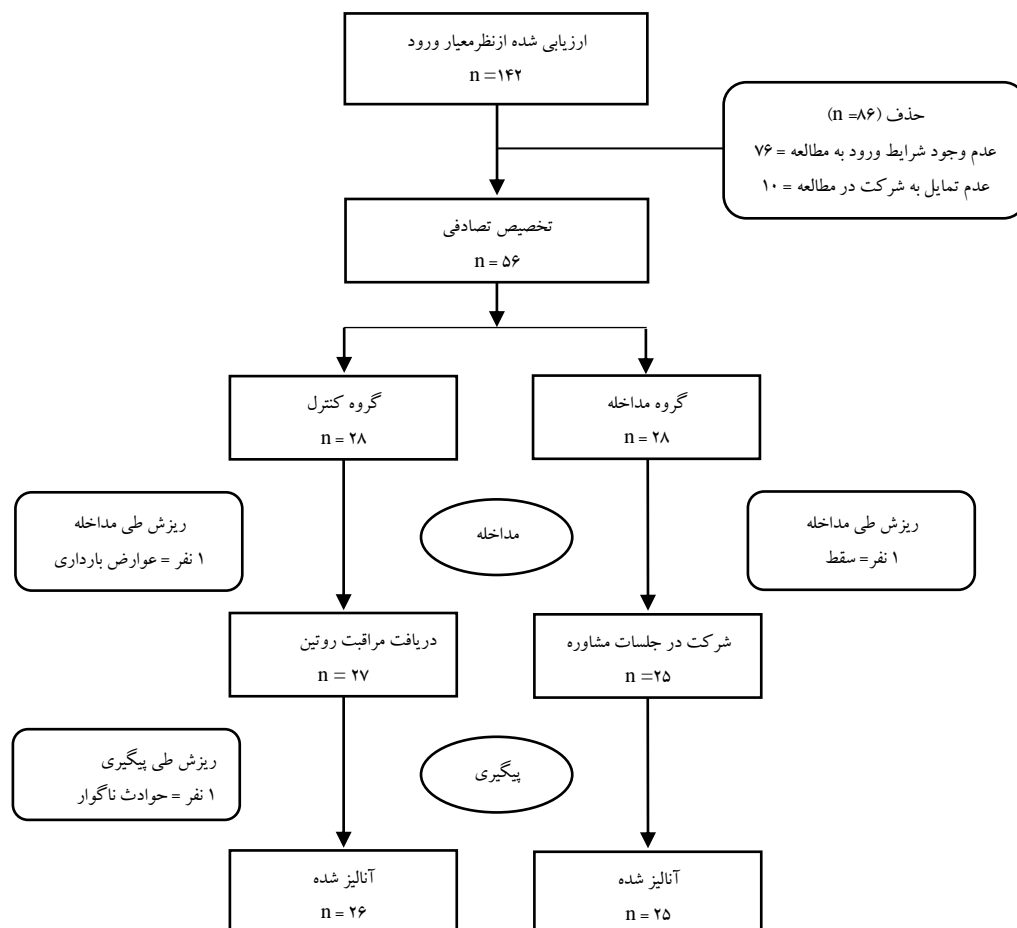 ارزیابی شده ازنظرمعیار ورود
n =۱۴۲
حذف (n =۸۶)
عدم وجود شرایط ورود به مطالعه = ۷۶
عدم تمایل به شرکت در مطالعه = ۱۰
تخصیص تصادفی
n = ۵۶
گروه مداخله
n = ۲۸
گروه کنترل
n = ۲۸
ریزش طی مداخله
۱ نفر= سقط
مداخله
ریزش طی مداخله
۱ نفر = عوارض بارداری
شرکت در جلسات مشاوره
n =۲۵
دریافت مراقبت روتین
n = ۲۷
پیگیری
ریزش طی پیگیری
۱ نفر = حوادث ناگوار
آنالیز شده
n = ۲۵
آنالیز شده
n = ۲۶